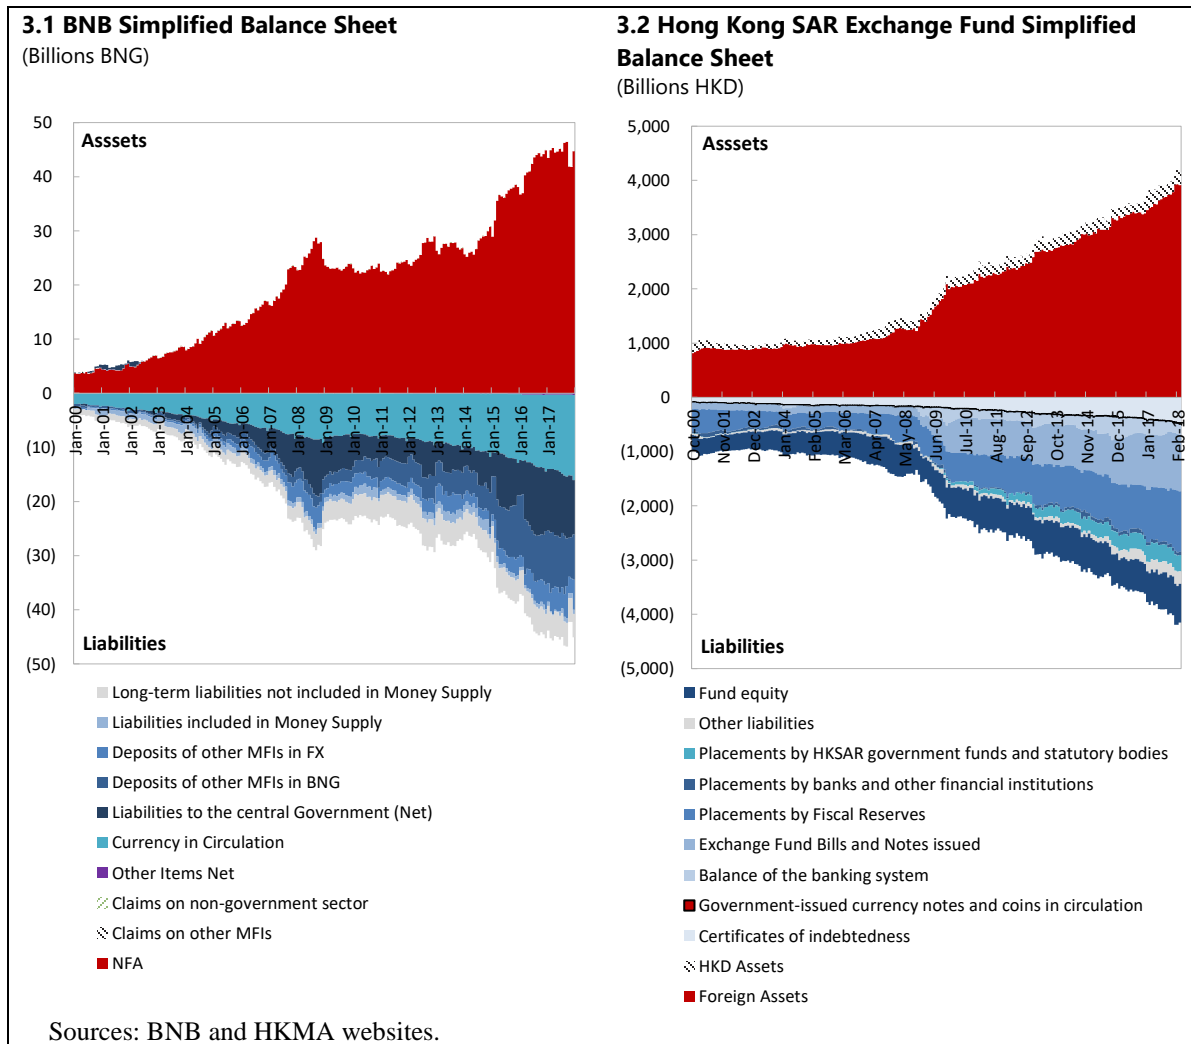 3.1 BNB Simplified Balance Sheet
(Billions BNG)
50
Asssets
40
30
20
10
0
Jan-00
Jan-01
Jan-02
Jan-03
Jan-04
Jan-05
Jan-06
Jan-07
Jan-08
Jan-09
Jan-10
Jan-11
Jan-12
Jan-13
Jan-14
Jan-15
Jan-16
Jan-17
(10)
(20)
(30)
(40)
Liabilities
(50)
Long-term liabilities not included in Money Supply
Liabilities included in Money Supply
Deposits of other MFIs in FX
Deposits of other MFIs in BNG
Liabilities to the central Government (Net)
Currency in Circulation
Other Items Net
Claims on non-government sector
Claims on other MFIs
NFA
3.2 Hong Kong SAR Exchange Fund Simplified
Balance Sheet
(Billions HKD)
5,000
Asssets
4,000
3,000
2,000
1,000
0
Oct-00
Nov-01
Dec-02
Jan-04
Feb-05
Mar-06
Apr-07
May-08
Jun-09
Jul-10
Aug-11
Sep-12
Oct-13
Nov-14
Dec-15
Jan-17
Feb-18
(1,000)
(2,000)
(3,000)
(4,000)
Liabilities
(5,000)
Fund equity
Other liabilities
Placements by HKSAR government funds and statutory bodies
Placements by banks and other financial institutions
Placements by Fiscal Reserves
Exchange Fund Bills and Notes issued
Balance of the banking system
Government-issued currency notes and coins in circulation
Certificates of indebtedness
HKD Assets
Foreign Assets
Sources: BNB and HKMA websites.